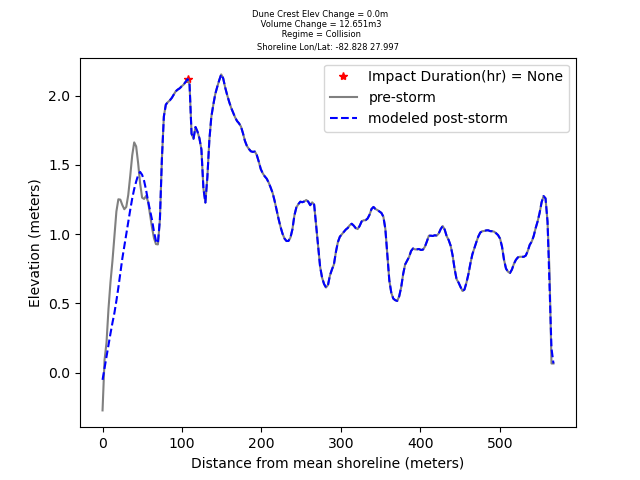 Dune Crest Elev Change = 0.0m
Volume Change = 12.651m3
Regime = Collision
Shoreline Lon/Lat: -82.828 27.997
Impact Duration(hr) = None
pre-storm
modeled post-storm
Elevation (meters)
2.0
1.5
1.0
0.5
0.0
0 100 200 300 400 500
Distance from mean shoreline (meters)